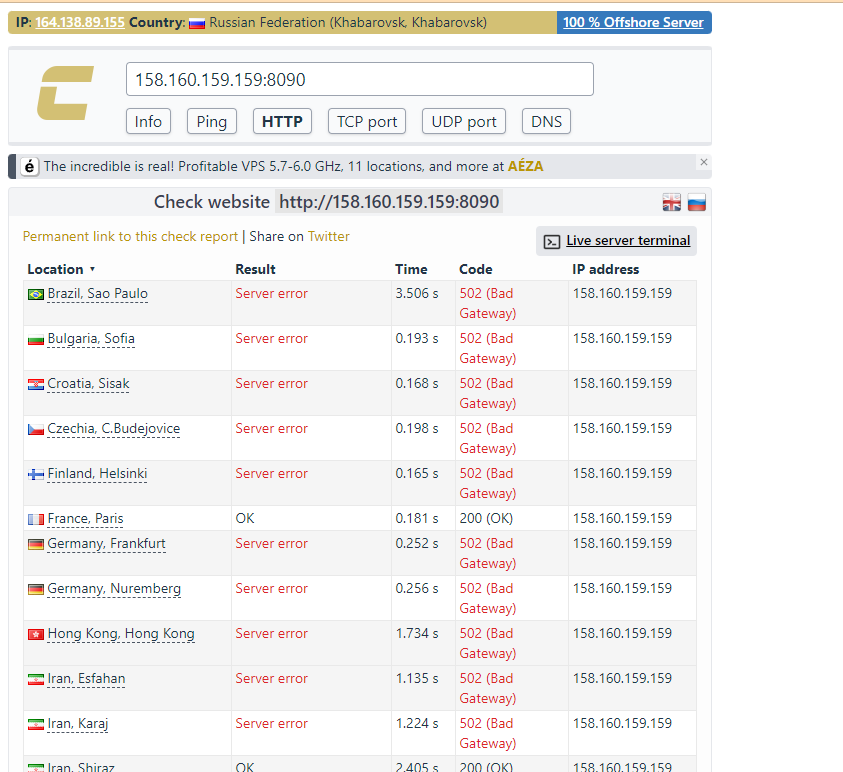 IP: 164.138.89.155 Country: Russian Federation (Khabarovsk, Khabarovsk) 100 % Offshore Server
158.160.159.159:8090
Info Ping HTTP TCP port UDP port DNS
é The incredible is real! Profitable VPS 5.7-6.0 GHz, 11 locations, and more at AÉZA ×
Check website http://158.160.159.159:8090
Permanent link to this check report | Share on Twitter Live server terminal
Location ▾ Result Time Code IP address
Brazil, Sao Paulo Server error 3.506 s 502 (Bad 158.160.159.159
Gateway)
Bulgaria, Sofia Server error 0.193 s 502 (Bad 158.160.159.159
Gateway)
Croatia, Sisak Server error 0.168 s 502 (Bad 158.160.159.159
Gateway)
Czechia, C.Budejovice Server error 0.198 s 502 (Bad 158.160.159.159
Gateway)
Finland, Helsinki Server error 0.165 s 502 (Bad 158.160.159.159
Gateway)
France, Paris OK 0.181 s 200 (OK) 158.160.159.159
Germany, Frankfurt Server error 0.252 s 502 (Bad 158.160.159.159
Gateway)
Germany, Nuremberg Server error 0.256 s 502 (Bad 158.160.159.159
Gateway)
Hong Kong, Hong Kong Server error 1.734 s 502 (Bad 158.160.159.159
Gateway)
Iran, Esfahan Server error 1.135 s 502 (Bad 158.160.159.159
Gateway)
Iran, Karaj Server error 1.224 s 502 (Bad 158.160.159.159
Gateway)
Iran, Shiraz OK 2.405 s 200 (OK) 158.160.159.159